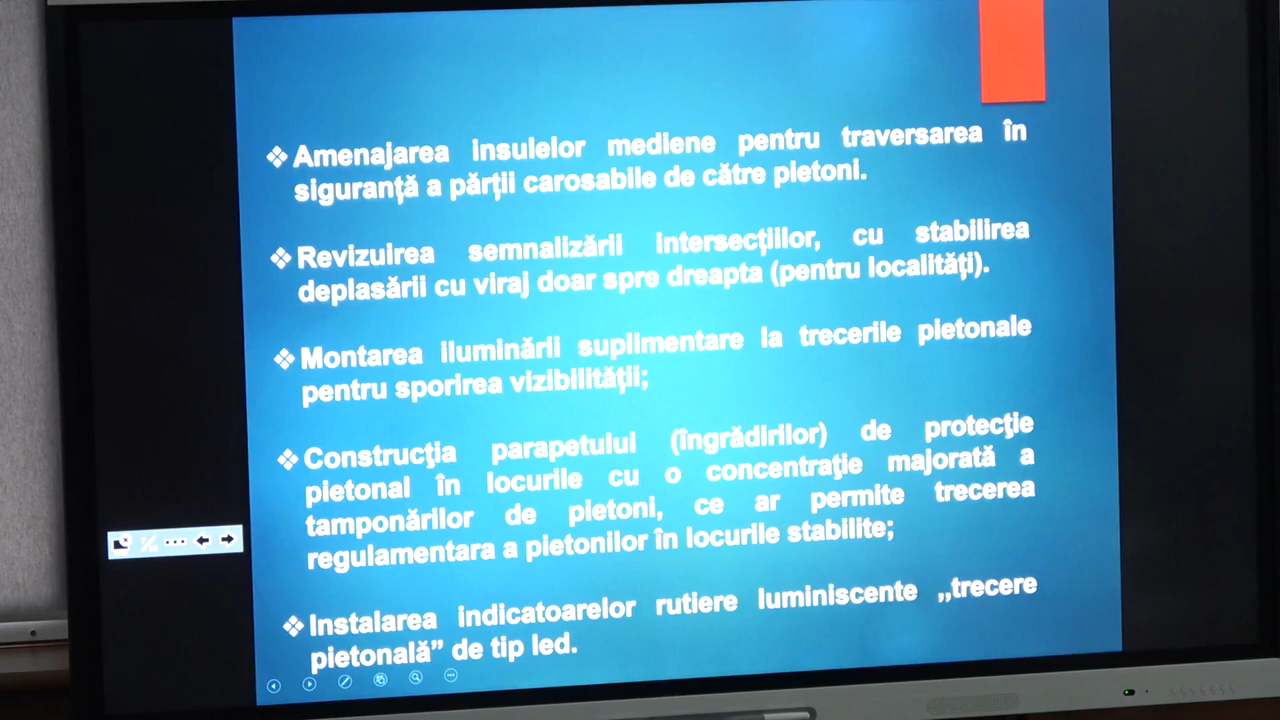 ❖ Amenajarea insulelor mediene pentru traversarea în
siguranță a părții carosabile de către pietoni.
❖ Revizuirea semnalizării intersecțiilor, cu stabilirea
deplasării cu viraj doar spre dreapta (pentru localități).
❖ Montarea iluminării suplimentare la trecerile pietonale
pentru sporirea vizibilității;
❖ Construcţia parapetului (îngrădirilor) de protecţie
pietonal în locurile cu o concentraţie majorată a
tamponărilor de pietoni, ce ar permite trecerea
regulamentara a pietonilor în locurile stabilite;
❖ Instalarea indicatoarelor rutiere luminiscente ,,trecere
pietonală” de tip led.